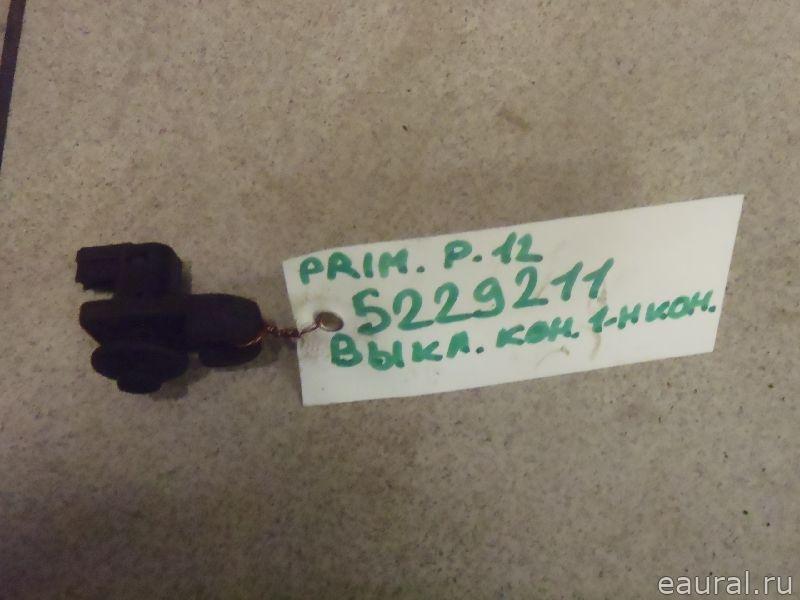 PRIM. P. 12
5229211
ВЫКЛ. КОН. 1-Н КОН.
eaural.ru